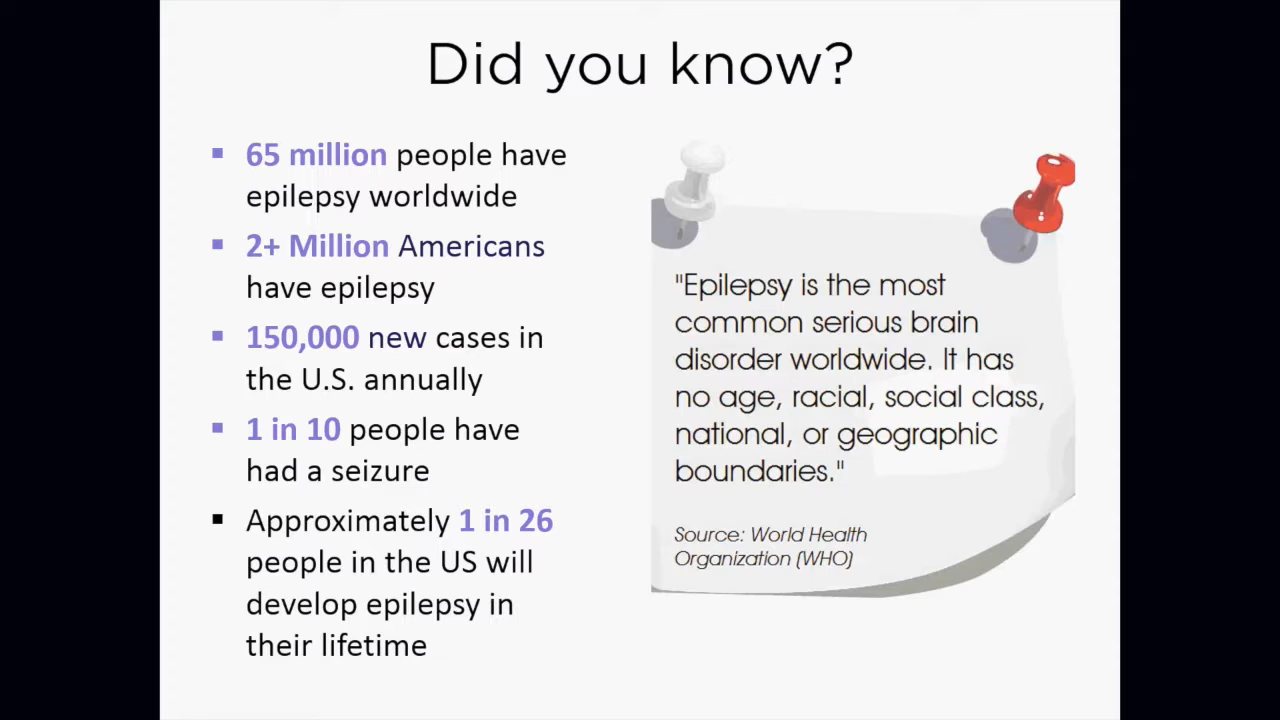 Did you know?
▪ 65 million people have
epilepsy worldwide
▪ 2+ Million Americans
have epilepsy
▪ 150,000 new cases in
the U.S. annually
▪ 1 in 10 people have
had a seizure
▪ Approximately 1 in 26
people in the US will
develop epilepsy in
their lifetime
"Epilepsy is the most
common serious brain
disorder worldwide. It has
no age, racial, social class,
national, or geographic
boundaries."
Source: World Health
Organization (WHO)